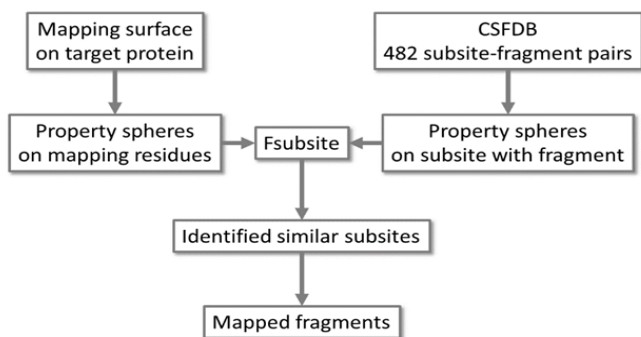 Mapping surface
on target protein
CSFDB
482 subsite-fragment pairs
Property spheres
on mapping residues
Fsubsite
Property spheres
on subsite with fragment
Identified similar subsites
Mapped fragments